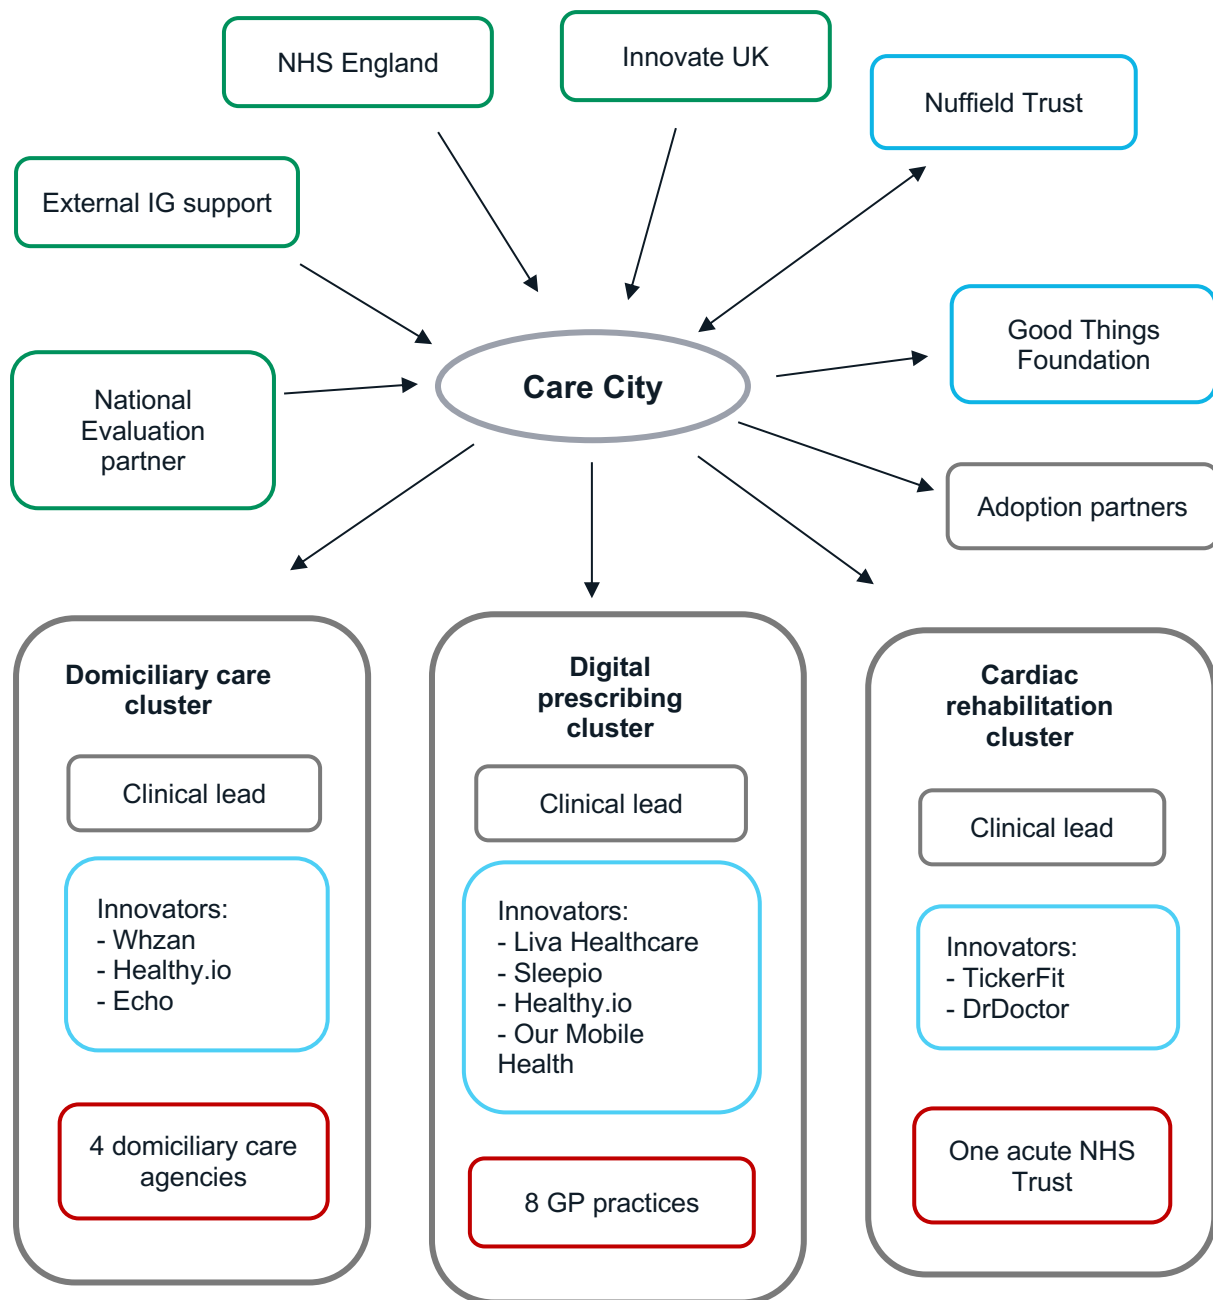 NHS England
Innovate UK
Nuffield Trust
External IG support
Good Things
Foundation
National
Evaluation
partner
Care City
Adoption partners
Domiciliary care
cluster
Clinical lead
Innovators:
- Whzan
- Healthy.io
- Echo
4 domiciliary care
agencies
Digital
prescribing
cluster
Clinical lead
Innovators:
- Liva Healthcare
- Sleepio
- Healthy.io
- Our Mobile
Health
8 GP practices
Cardiac
rehabilitation
cluster
Clinical lead
Innovators:
- TickerFit
- DrDoctor
One acute NHS
Trust